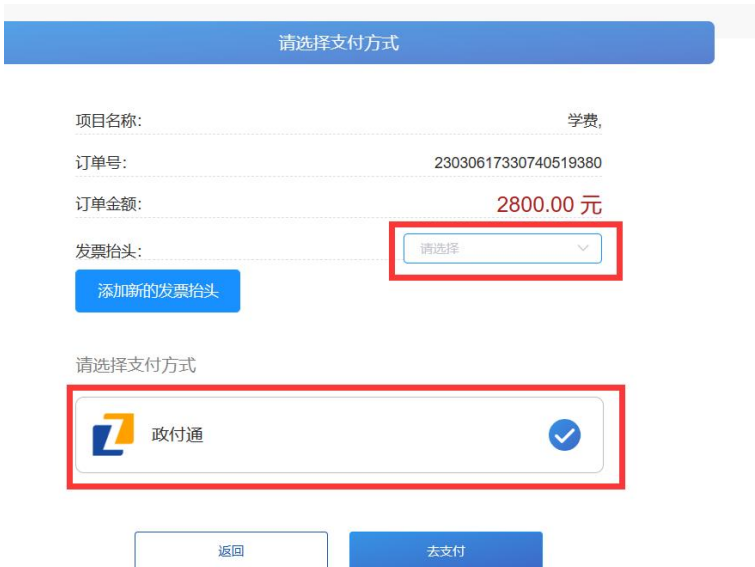 请选择支付方式
项目名称: 学费,
订单号: 23030617330740519380
订单金额: 2800.00 元
发票抬头: 请选择
添加新的发票抬头
请选择支付方式
政付通
返回 去支付